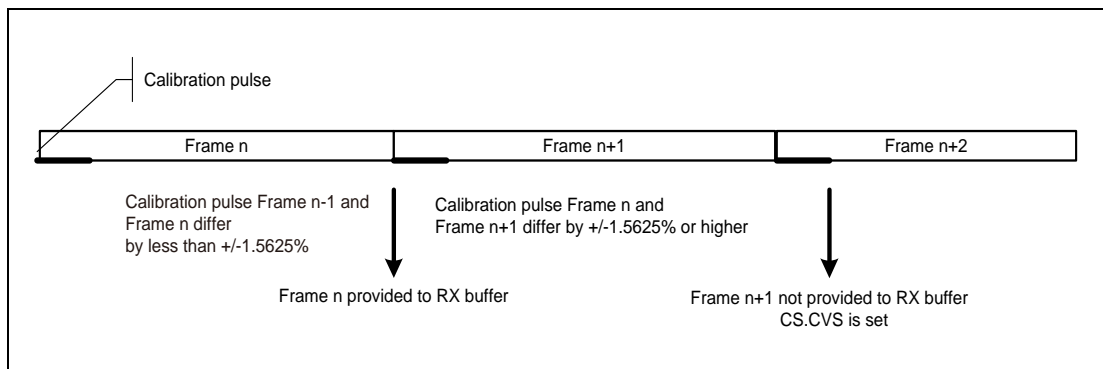 Calibration pulse
Frame n
Frame n+1
Frame n+2
Calibration pulse Frame n-1 and
Frame n differ
by less than +/-1.5625%
Calibration pulse Frame n and
Frame n+1 differ by +/-1.5625% or higher
Frame n provided to RX buffer
Frame n+1 not provided to RX buffer
CS.CVS is set